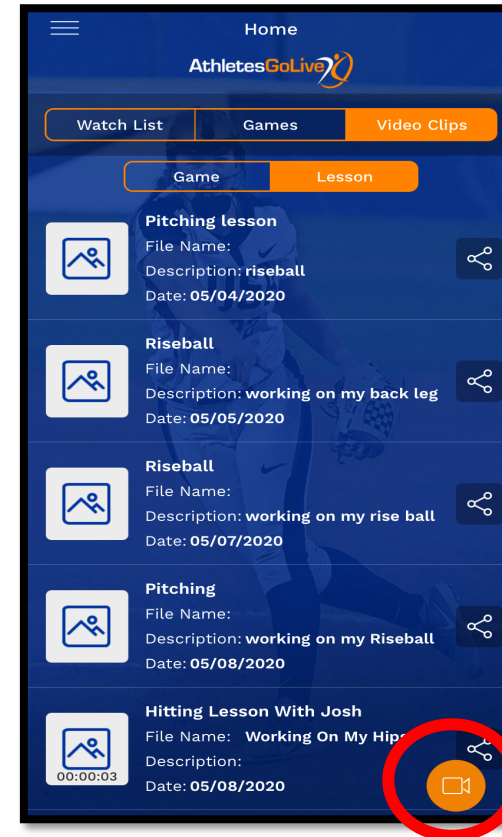 Home
AthletesGoLive
Watch List Games Video Clips
Game Lesson
Pitching lesson
File Name:
Description: riseball
Date: 05/04/2020
Riseball
File Name:
Description: working on my back leg
Date: 05/05/2020
Riseball
File Name:
Description: working on my rise ball
Date: 05/07/2020
Pitching
File Name:
Description: working on my Riseball
Date: 05/08/2020
Hitting Lesson With Josh
File Name: Working On My Hips
Description:
00:00:03
Date: 05/08/2020